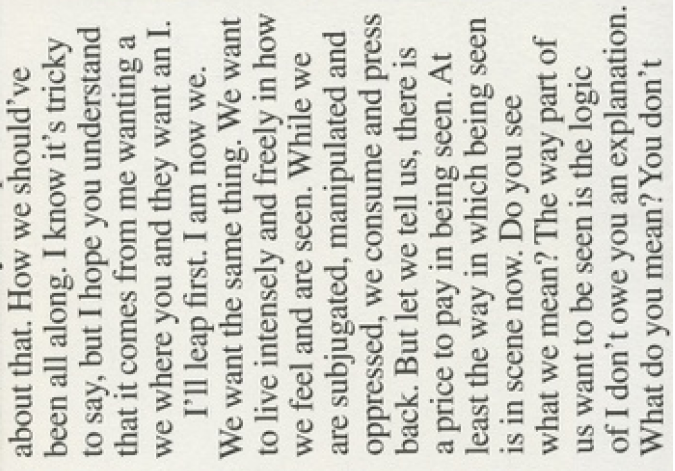 about that. How we should've
been all along. I know it's tricky
to say, but I hope you understand
that it comes from me wanting a
we where you and they want an I.
I'll leap first. I am now we.
We want the same thing. We want
to live intensely and freely in how
we feel and are seen. While we
are subjugated, manipulated and
oppressed, we consume and press
back. But let we tell us, there is
a price to pay in being seen. At
least the way in which being seen
is in scene now. Do you see
what we mean? The way part of
us want to be seen is the logic
of I don't owe you an explanation.
What do you mean? You don't